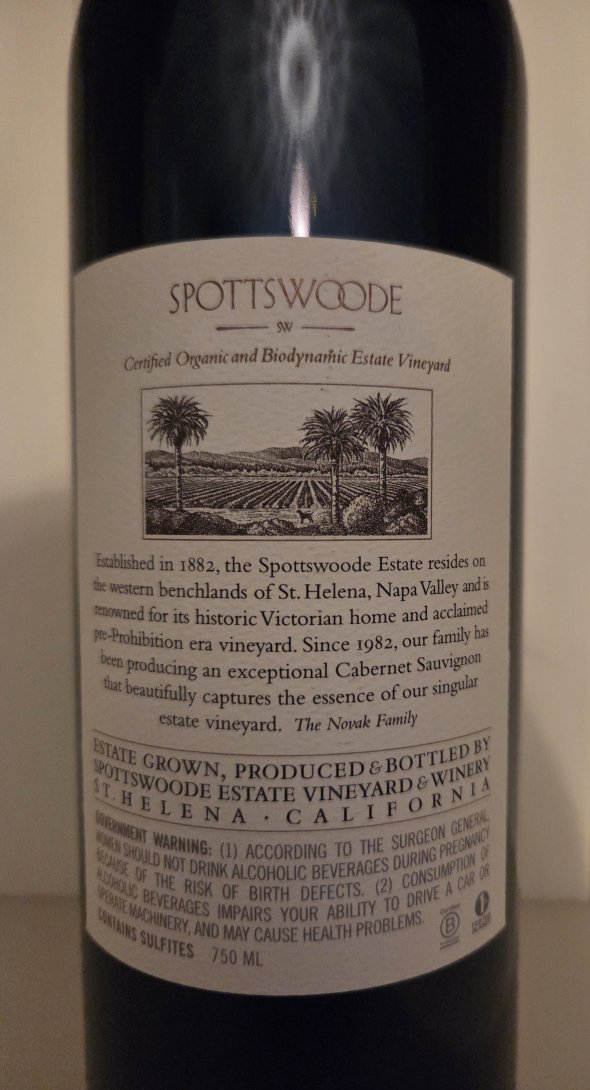 SPOTTSWOODE
SW
Certified Organic and Biodynamic Estate Vineyard
Established in 1882, the Spottswoode Estate resides on
the western benchlands of St. Helena, Napa Valley and is
renowned for its historic Victorian home and acclaimed
pre-Prohibition era vineyard. Since 1982, our family has
been producing an exceptional Cabernet Sauvignon
that beautifully captures the essence of our singular
estate vineyard. The Novak Family
ESTATE GROWN, PRODUCED & BOTTLED BY
SPOTTSWOODE ESTATE VINEYARD & WINERY
ST. HELENA · CALIFORNIA
GOVERNMENT WARNING: (1) ACCORDING TO THE SURGEON GENERAL,
WOMEN SHOULD NOT DRINK ALCOHOLIC BEVERAGES DURING PREGNANCY
BECAUSE OF THE RISK OF BIRTH DEFECTS. (2) CONSUMPTION OF
ALCOHOLIC BEVERAGES IMPAIRS YOUR ABILITY TO DRIVE A CAR OR
OPERATE MACHINERY, AND MAY CAUSE HEALTH PROBLEMS.
CONTAINS SULFITES 750 ML
Certified
B